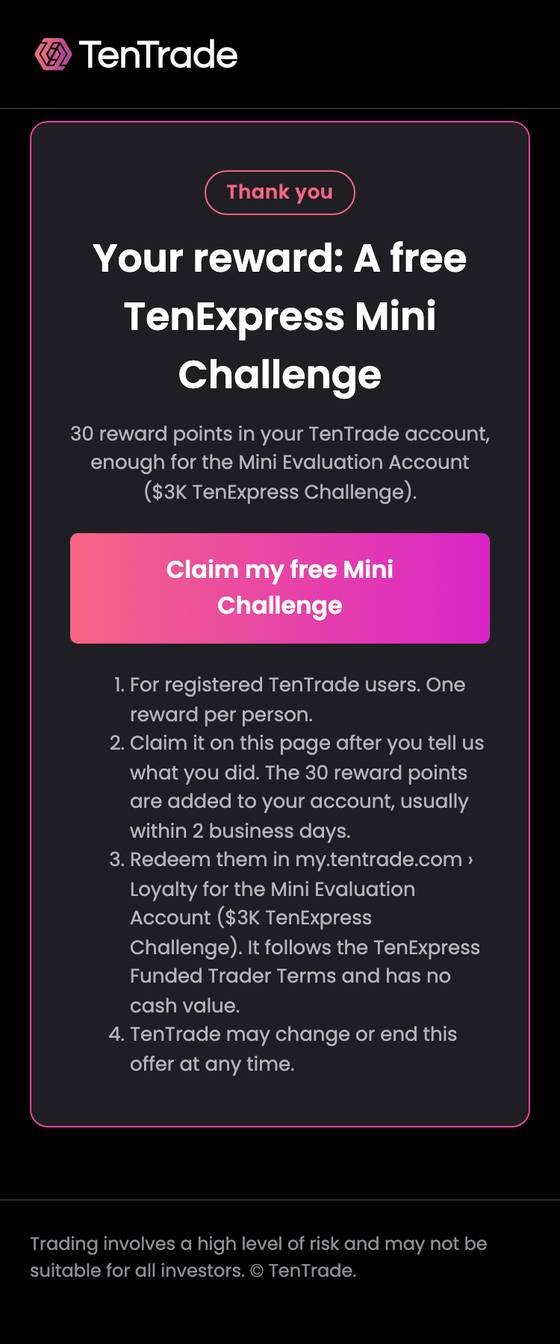 TenTrade
Thank you
Your reward: A free
TenExpress Mini
Challenge
30 reward points in your TenTrade account,
enough for the Mini Evaluation Account
($3K TenExpress Challenge).
Claim my free Mini
Challenge
1. For registered TenTrade users. One
reward per person.
2. Claim it on this page after you tell us
what you did. The 30 reward points
are added to your account, usually
within 2 business days.
3. Redeem them in my.tentrade.com ›
Loyalty for the Mini Evaluation
Account ($3K TenExpress
Challenge). It follows the TenExpress
Funded Trader Terms and has no
cash value.
4. TenTrade may change or end this
offer at any time.
Trading involves a high level of risk and may not be
suitable for all investors. © TenTrade.